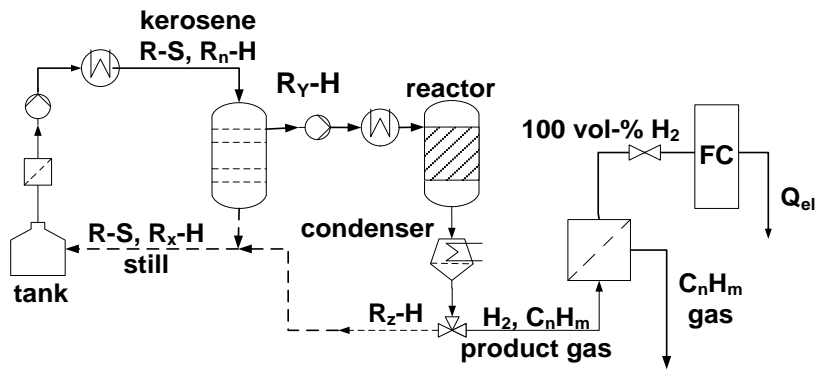 kerosene
R-S, Rn-H
RY-H
reactor
100 vol-% H2
FC
Qel
condenser
R-S, Rx-H
still
tank
Rz-H
H2, CnHm
product gas
CnHm
gas